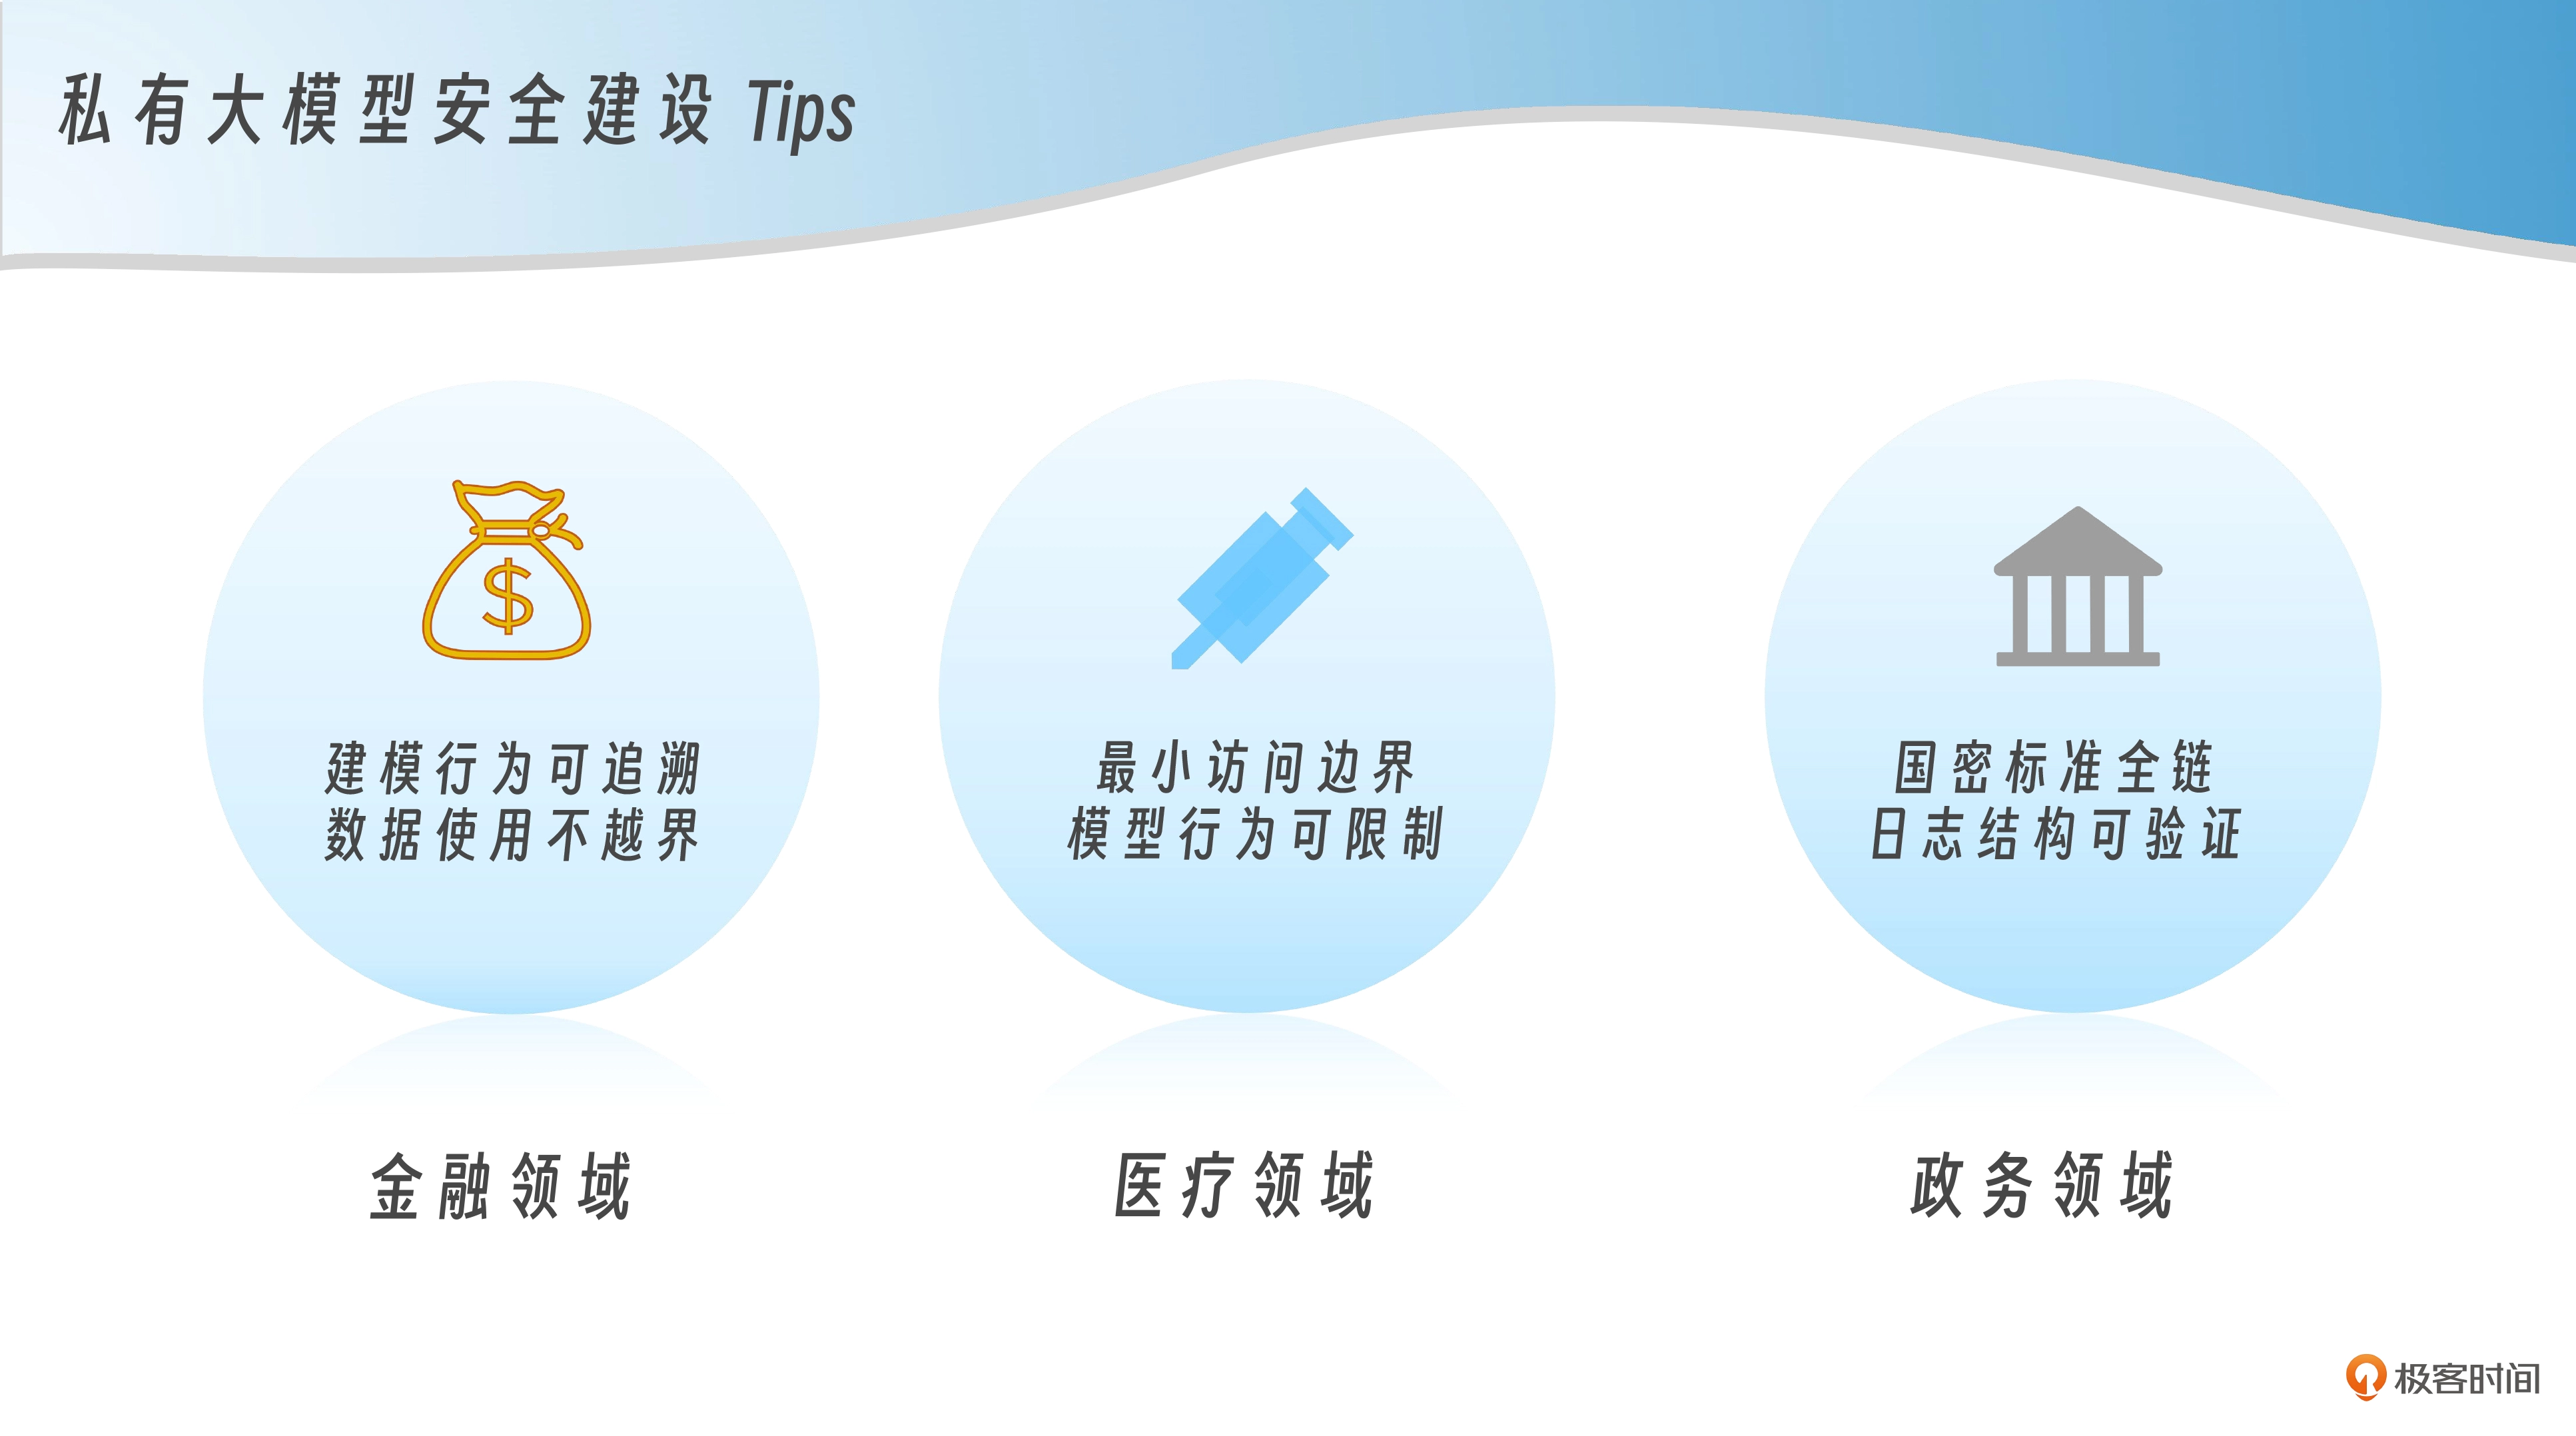 私有大模型安全建设 Tips
建模行为可追溯
数据使用不越界
最小访问边界
模型行为可限制
国密标准全链
日志结构可验证
金融领域
医疗领域
政务领域
极客时间